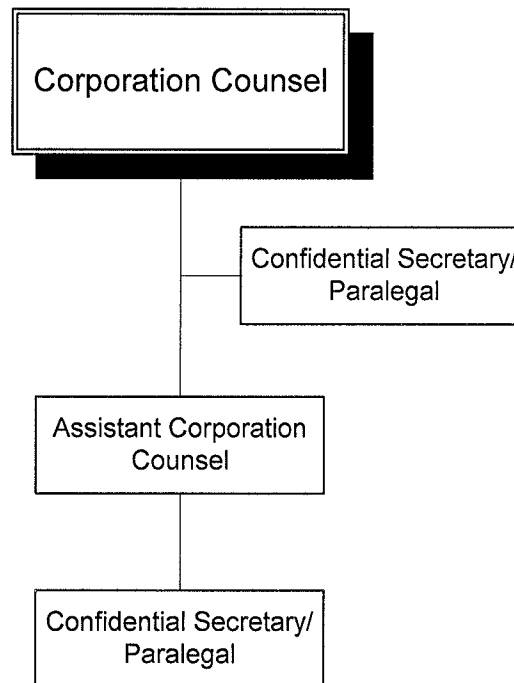 Corporation Counsel
Confidential Secretary/
Paralegal
Assistant Corporation
Counsel
Confidential Secretary/
Paralegal